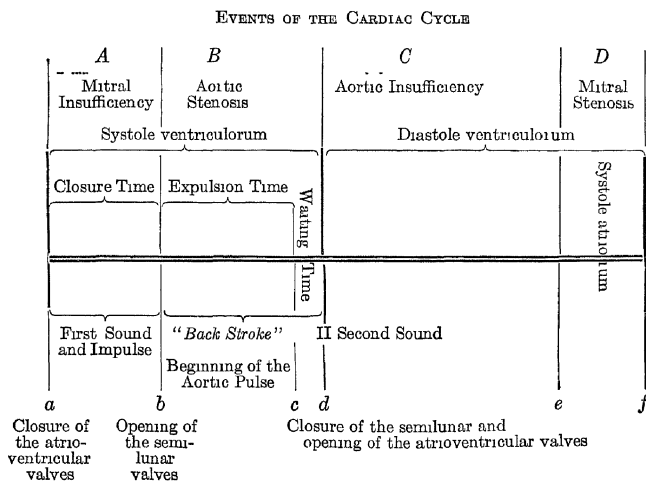 EVENTS OF THE CARDIAC CYCLE
A B C D
Mitral
Insufficiency
Aortic
Stenosis
Aortic Insufficiency
Mitral
Stenosis
Systole ventriculorum
Diastole ventriculorum
Closure Time
Expulsion Time
Waiting
Time
Systole atriorum
First Sound
and Impulse
"Back Stroke"
II Second Sound
Beginning of the
Aortic Pulse
a b c d e f
Closure of
the atrio-
ventricular
valves
Opening of
the semi-
lunar
valves
Closure of the semilunar and
opening of the atrioventricular valves